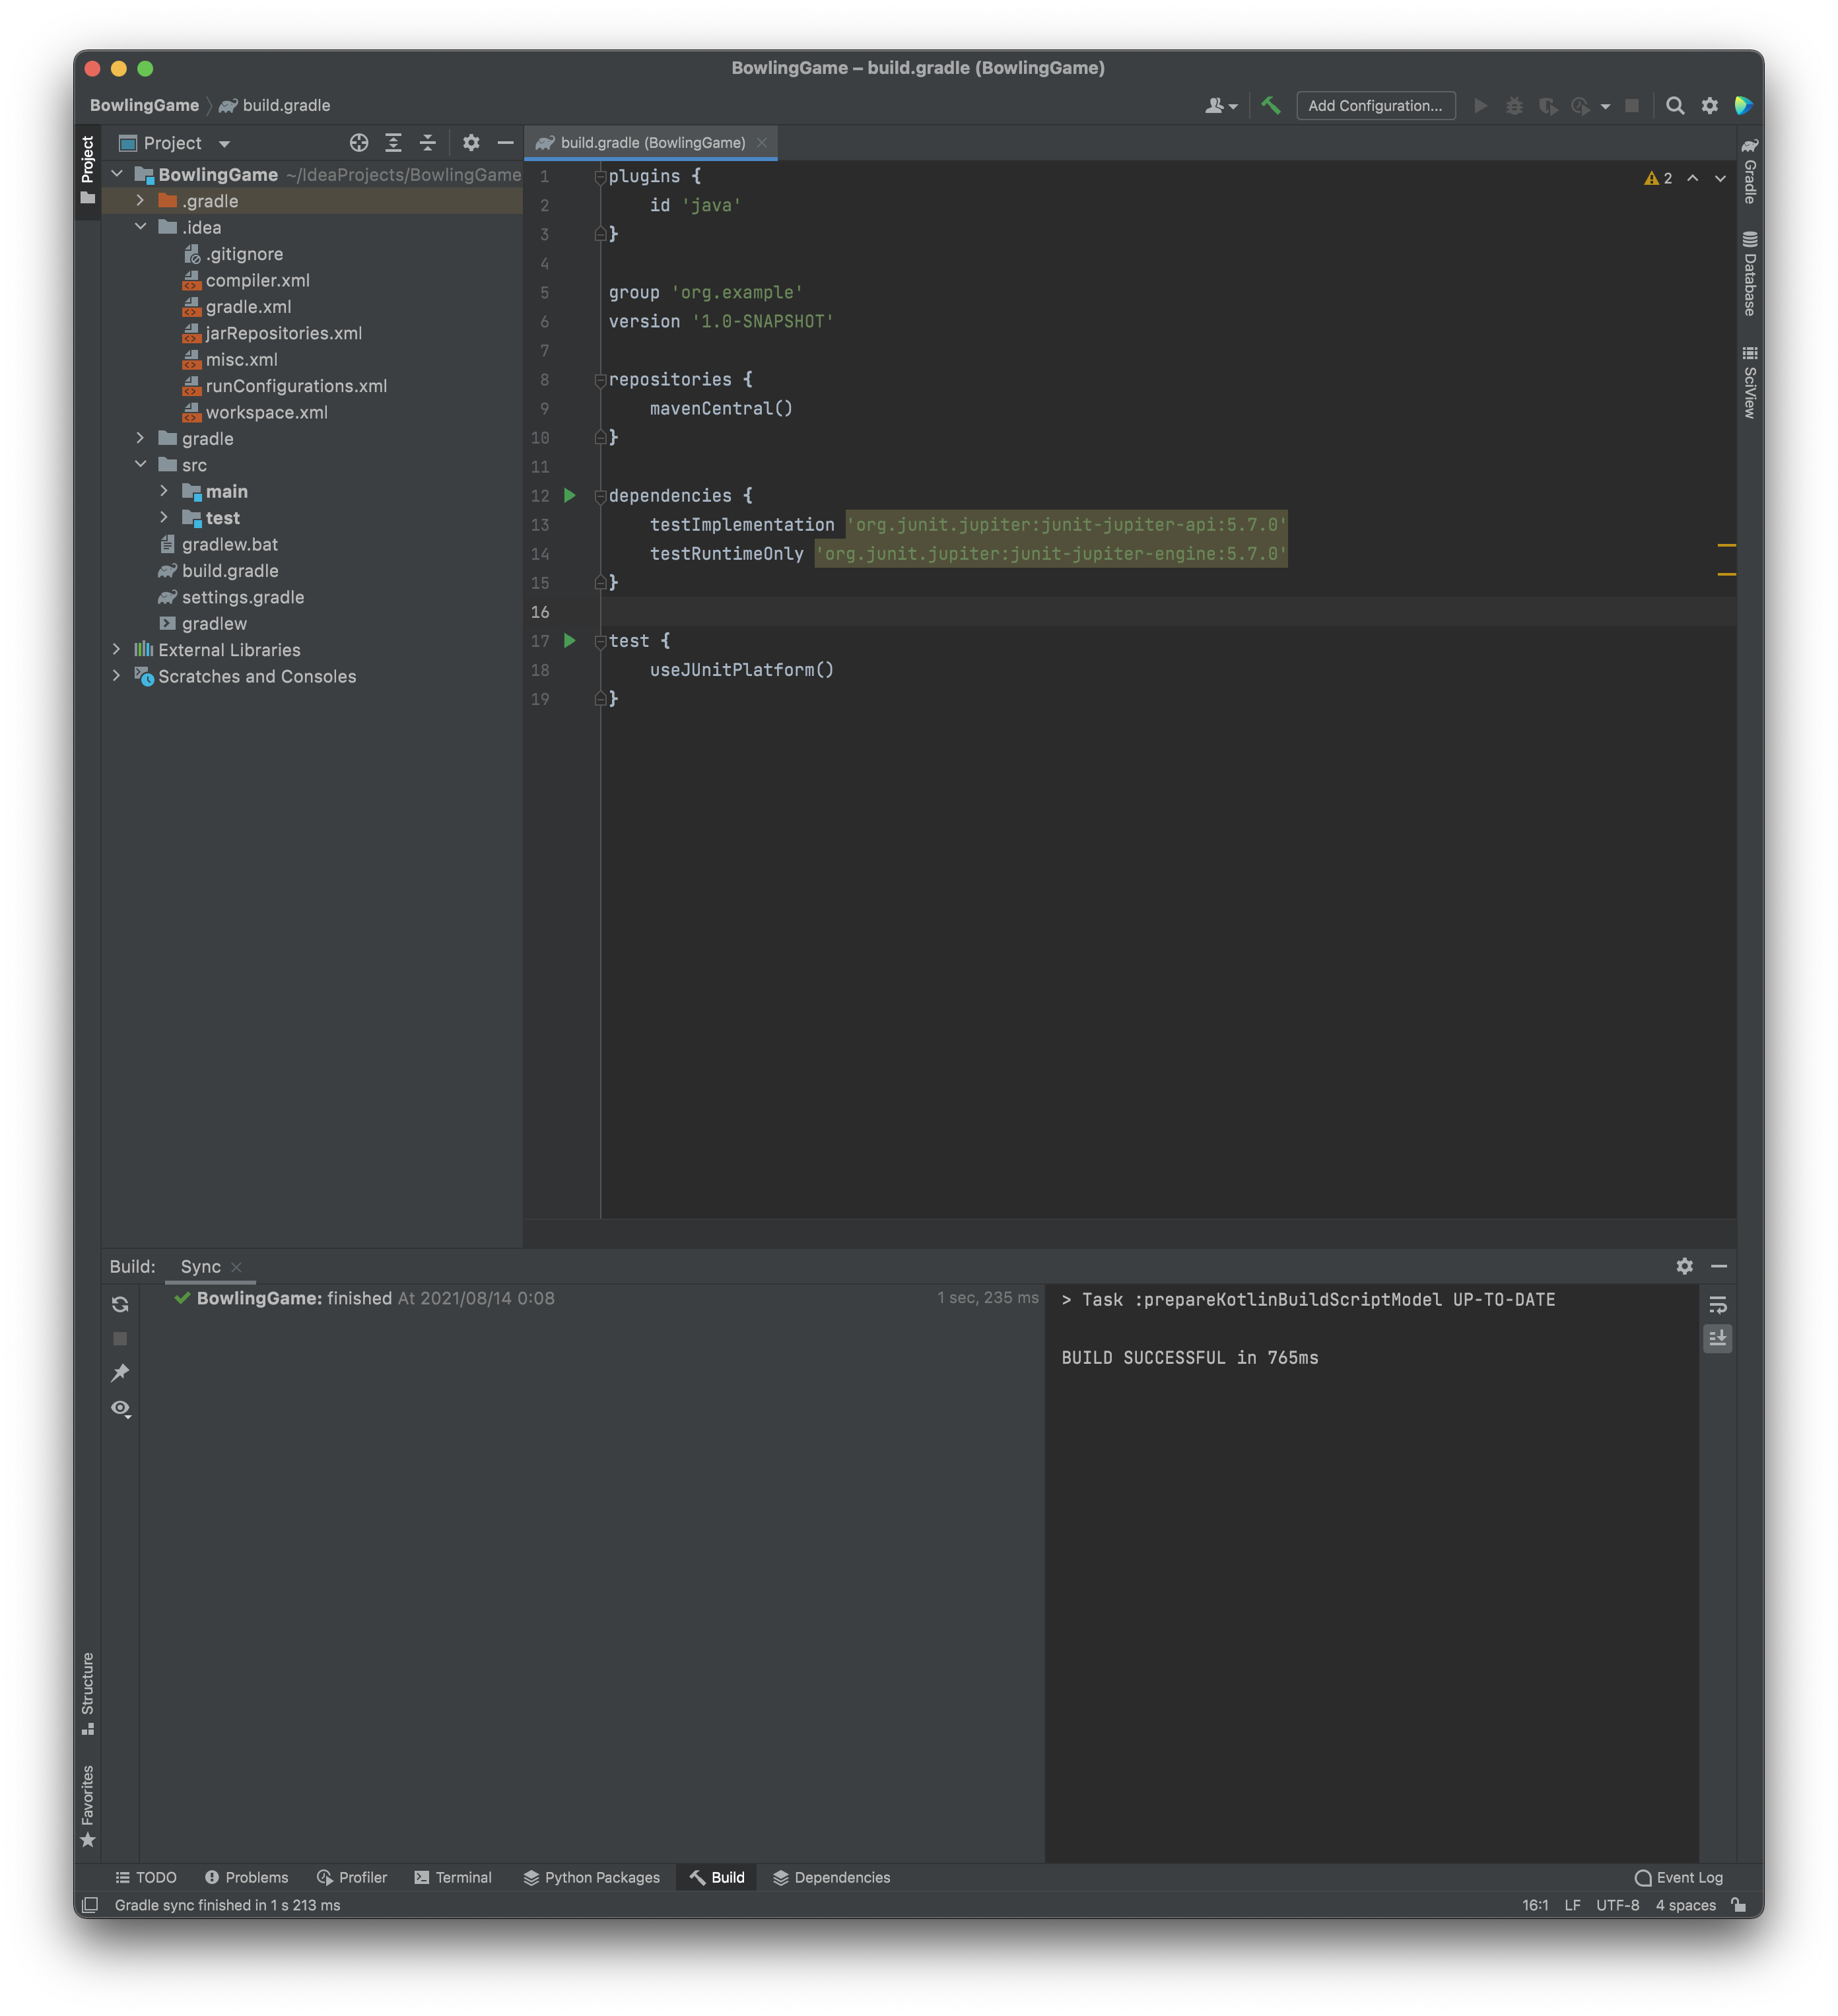 BowlingGame – build.gradle (BowlingGame)
BowlingGame
build.gradle
Add Configuration...
Project
Project
build.gradle (BowlingGame)
BowlingGame ~/IdeaProjects/BowlingGame
.gradle
.idea
.gitignore
compiler.xml
gradle.xml
jarRepositories.xml
misc.xml
runConfigurations.xml
workspace.xml
gradle
src
main
test
gradlew.bat
build.gradle
settings.gradle
gradlew
External Libraries
Scratches and Consoles
1 plugins {
2 id 'java'
3 }
4
5 group 'org.example'
6 version '1.0-SNAPSHOT'
7
8 repositories {
9 mavenCentral()
10 }
11
12 dependencies {
13 testImplementation 'org.junit.jupiter:junit-jupiter-api:5.7.0'
14 testRuntimeOnly 'org.junit.jupiter:junit-jupiter-engine:5.7.0'
15 }
16
17 test {
18 useJUnitPlatform()
19 }
2
Gradle
Database
SciView
Build:
Sync
BowlingGame: finished At 2021/08/14 0:08
1 sec, 235 ms
> Task :prepareKotlinBuildScriptModel UP-TO-DATE
BUILD SUCCESSFUL in 765ms
Structure
Favorites
TODO
Problems
Profiler
Terminal
Python Packages
Build
Dependencies
Event Log
Gradle sync finished in 1 s 213 ms
16:1
LF
UTF-8
4 spaces